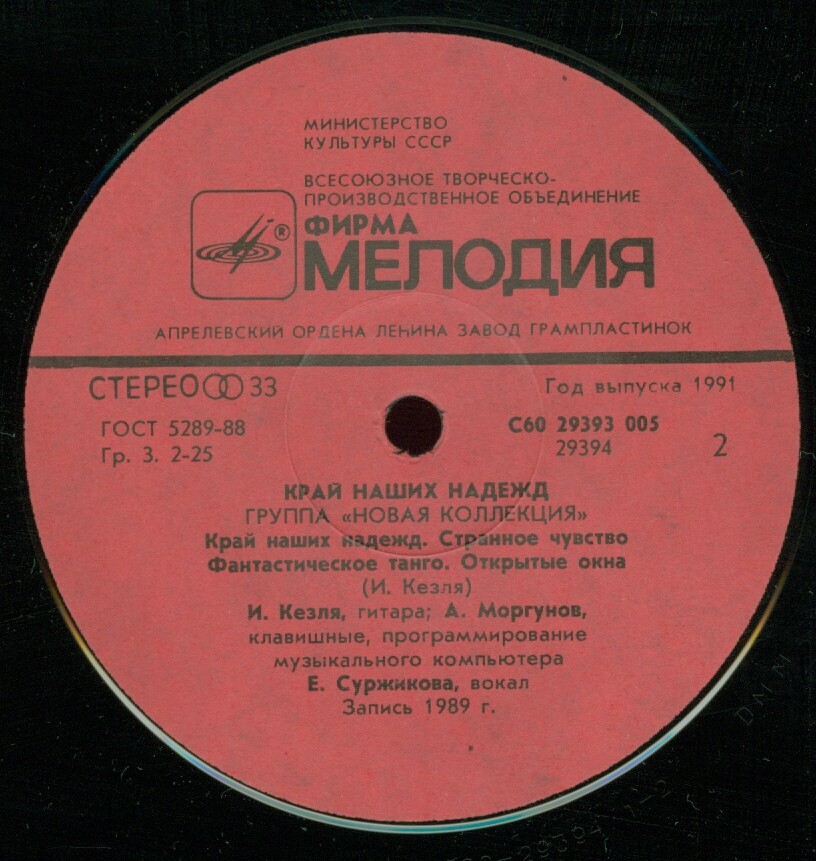 МИНИСТЕРСТВО
КУЛЬТУРЫ СССР
ВСЕСОЮЗНОЕ ТВОРЧЕСКО-
ПРОИЗВОДСТВЕННОЕ ОБЪЕДИНЕНИЕ
ФИРМА
®
МЕЛОДИЯ
АПРЕЛЕВСКИЙ ОРДЕНА ЛЕНИНА ЗАВОД ГРАМПЛАСТИНОК
СТЕРЕО 33
Год выпуска 1991
ГОСТ 5289-88
С60 29393 005
Гр. 3. 2-25
29394
2
КРАЙ НАШИХ НАДЕЖД
ГРУППА «НОВАЯ КОЛЛЕКЦИЯ»
Край наших надежд. Странное чувство
Фантастическое танго. Открытые окна
(И. Кезля)
И. Кезля, гитара; А. Моргунов,
клавишные, программирование
музыкального компьютера
Е. Суржикова, вокал
Запись 1989 г.